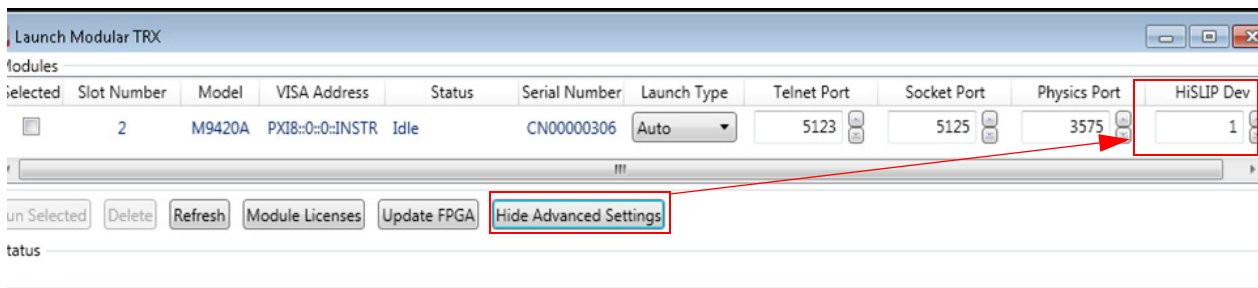 Launch Modular TRX
Modules
Selected Slot Number Model VISA Address Status Serial Number Launch Type Telnet Port Socket Port Physics Port HiSLIP Dev
2 M9420A PXI8::0::0::INSTR Idle CN00000306 Auto 5123 5125 3575 1
un Selected Delete Refresh Module Licenses Update FPGA Hide Advanced Settings
tatus